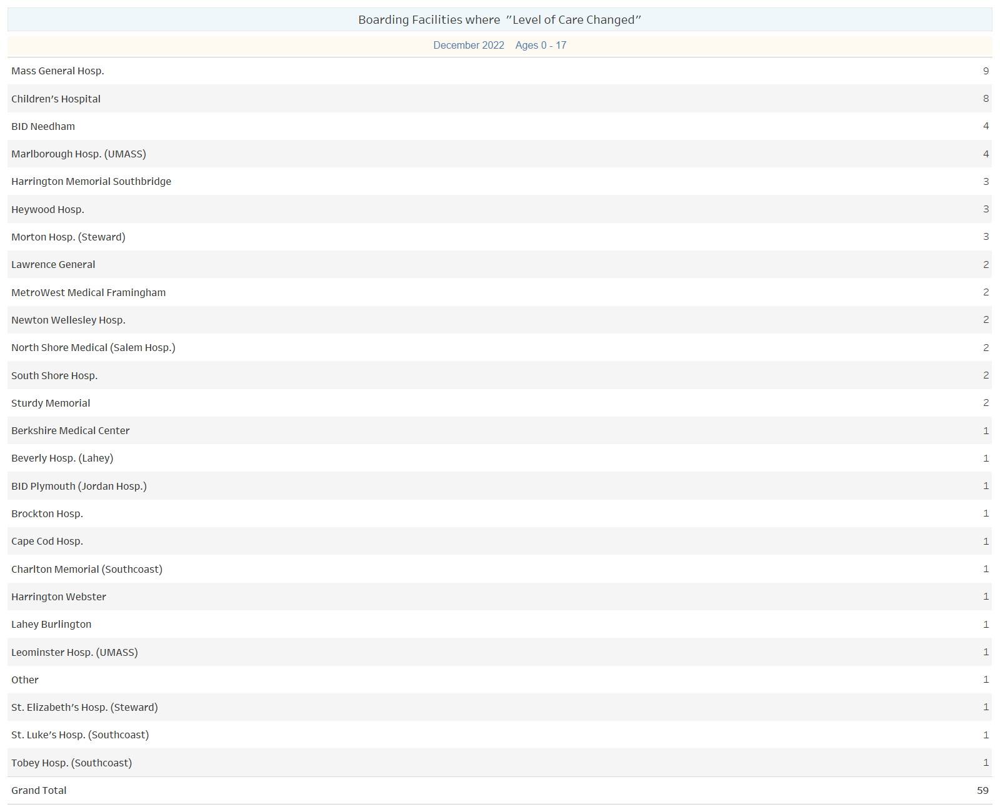 Boarding Facilities where "Level of Care Changed"
December 2022 Ages 0 - 17
Mass General Hosp. 9
Children's Hospital 8
BID Needham 4
Marlborough Hosp. (UMASS) 4
Harrington Memorial Southbridge 3
Heywood Hosp. 3
Morton Hosp. (Steward) 3
Lawrence General 2
MetroWest Medical Framingham 2
Newton Wellesley Hosp. 2
North Shore Medical (Salem Hosp.) 2
South Shore Hosp. 2
Sturdy Memorial 2
Berkshire Medical Center 1
Beverly Hosp. (Lahey) 1
BID Plymouth (Jordan Hosp.) 1
Brockton Hosp. 1
Cape Cod Hosp. 1
Charlton Memorial (Southcoast) 1
Harrington Webster 1
Lahey Burlington 1
Leominster Hosp. (UMASS) 1
Other 1
St. Elizabeth's Hosp. (Steward) 1
St. Luke's Hosp. (Southcoast) 1
Tobey Hosp. (Southcoast) 1
Grand Total 59